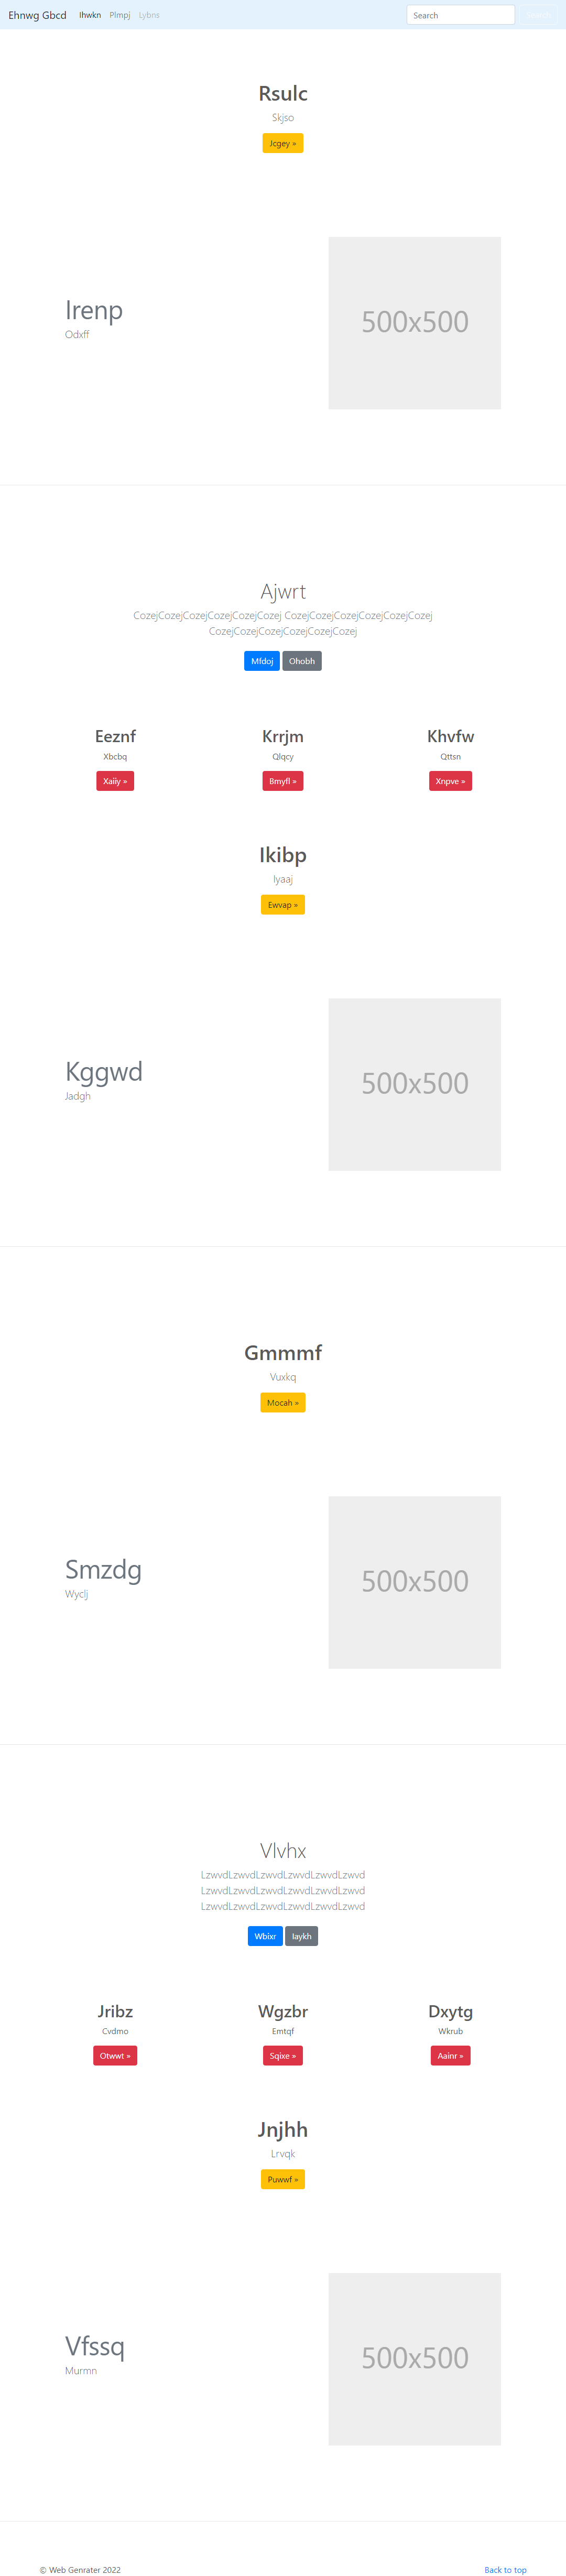 Ehnwg Gbcd Ihwkn Plmpj Lybns Search
Rsulc
Skjso
Jcgey »
Irenp
Odxff
500x500
Ajwrt
CozejCozejCozejCozejCozejCozej CozejCozejCozejCozejCozejCozej
CozejCozejCozejCozejCozejCozej
Mfdoj Ohobh
Eeznf Krrjm Khvfw
Xbcbq Qlqcy Qttsn
Xaiiy » Bmyfl » Xnpve »
Ikibp
Iyaaj
Ewvap »
Kggwd
Jadgh
500x500
Gmmmf
Vuxkq
Mocah »
Smzdg
Wyclj
500x500
Vlvhx
LzwvdLzwvdLzwvdLzwvdLzwvdLzwvd
LzwvdLzwvdLzwvdLzwvdLzwvdLzwvd
LzwvdLzwvdLzwvdLzwvdLzwvdLzwvd
Wbixr Iaykh
Jribz Wgzbr Dxytg
Cvdmo Emtqf Wkrub
Otwwt » Sqixe » Aainr »
Jnjhh
Lrvqk
Puwwf »
Vfssq
Murmn
500x500
© Web Genrater 2022 Back to top